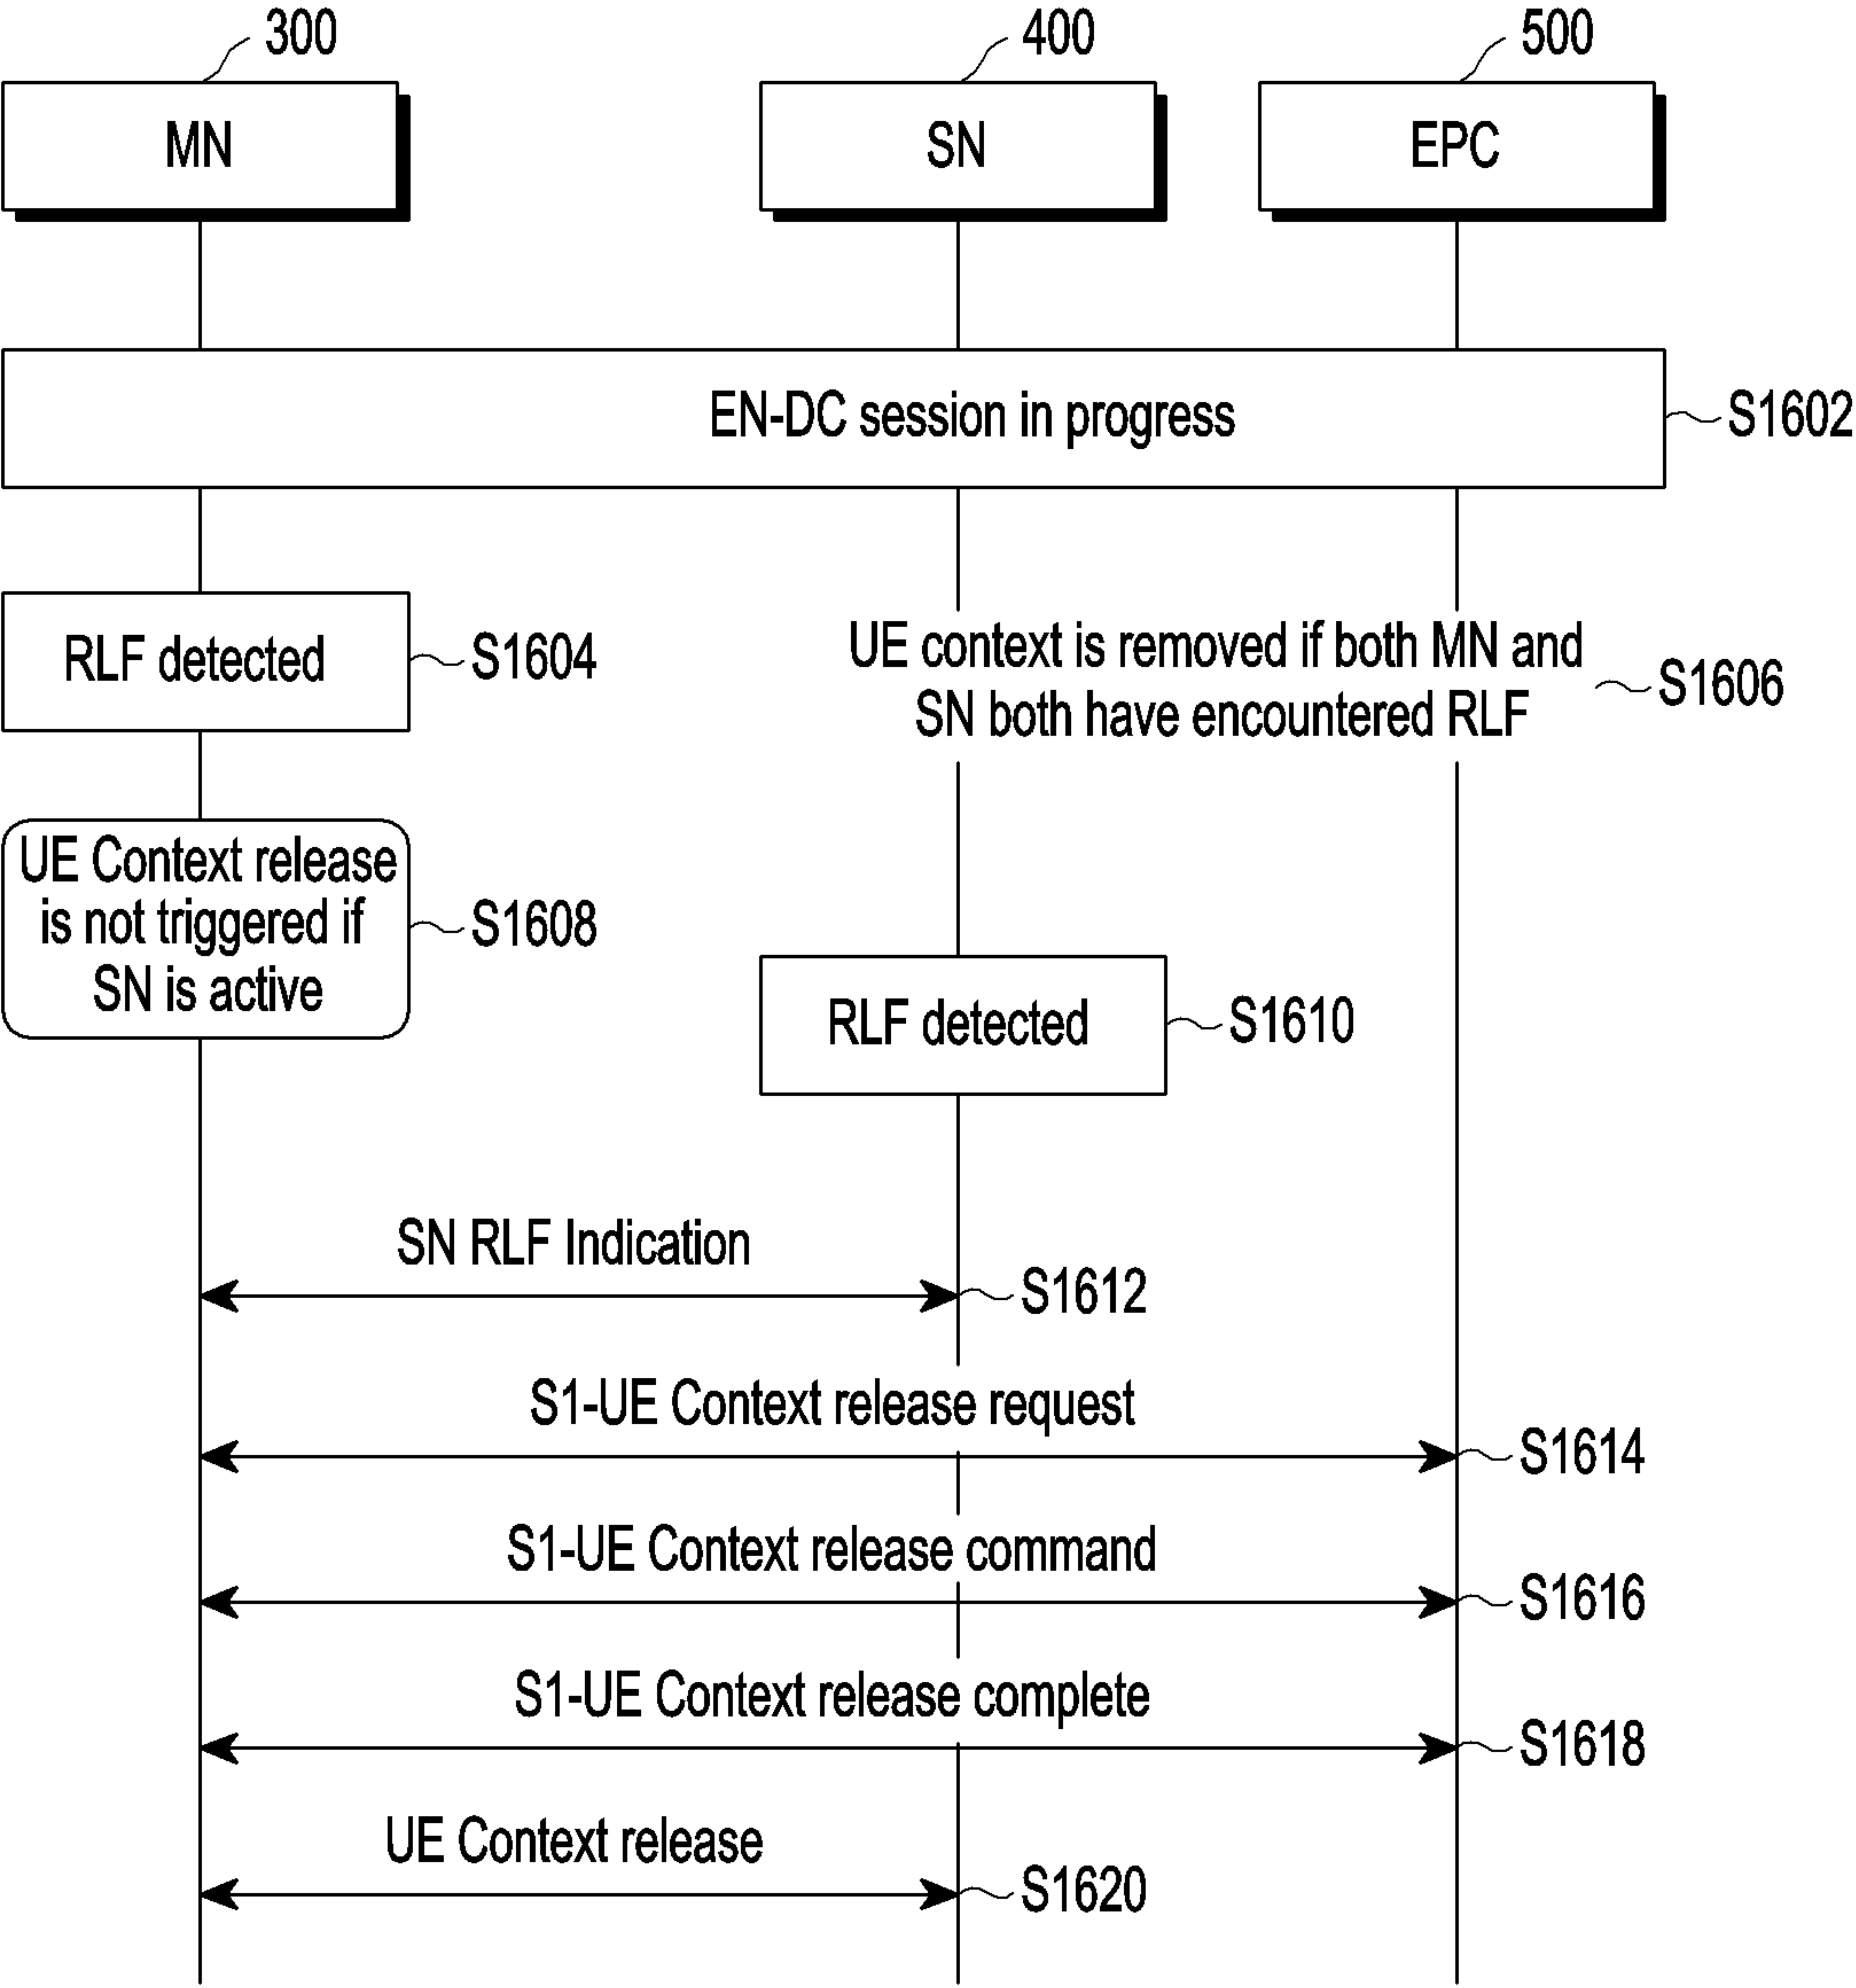 300
400
500
MN
SN
EPC
EN-DC session in progress
S1602
RLF detected
S1604
UE context is removed if both MN and
SN both have encountered RLF
S1606
UE Context release
is not triggered if
SN is active
S1608
RLF detected
S1610
SN RLF Indication
S1612
S1-UE Context release request
S1614
S1-UE Context release command
S1616
S1-UE Context release complete
S1618
UE Context release
S1620